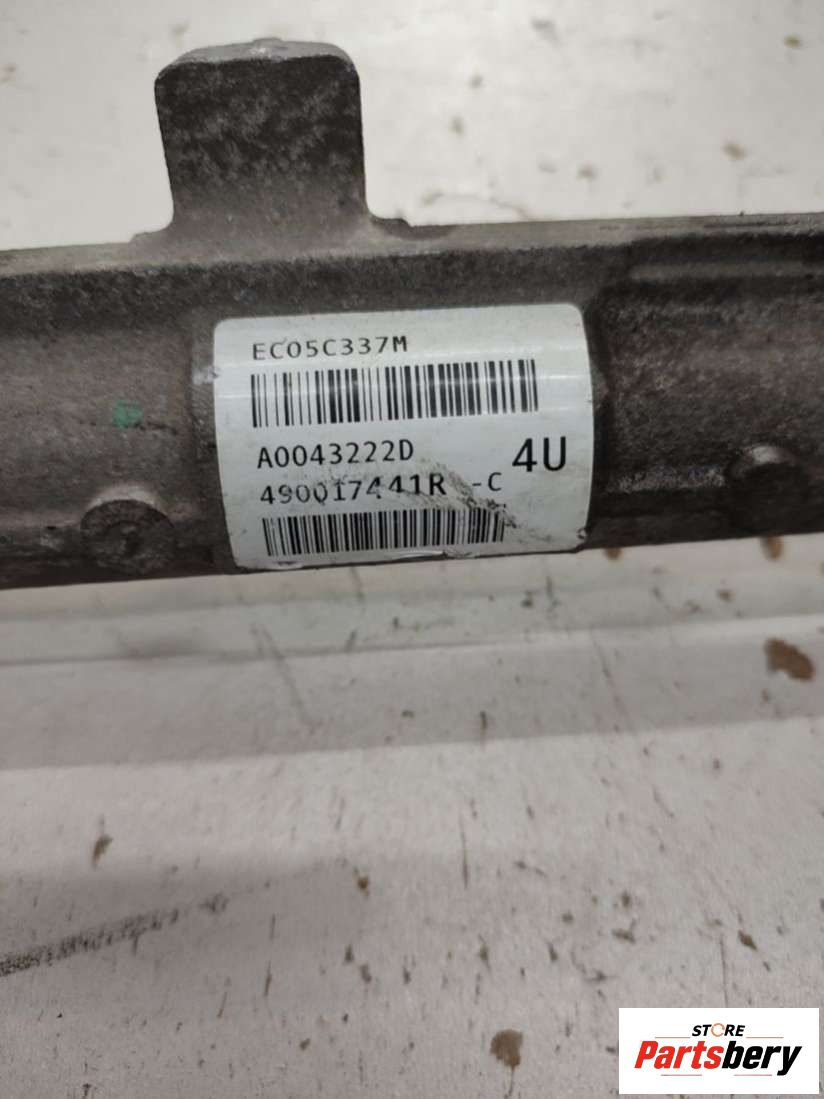 EC05C337M
A0043222D 4U
490017441R -C
STORE
Partsbery